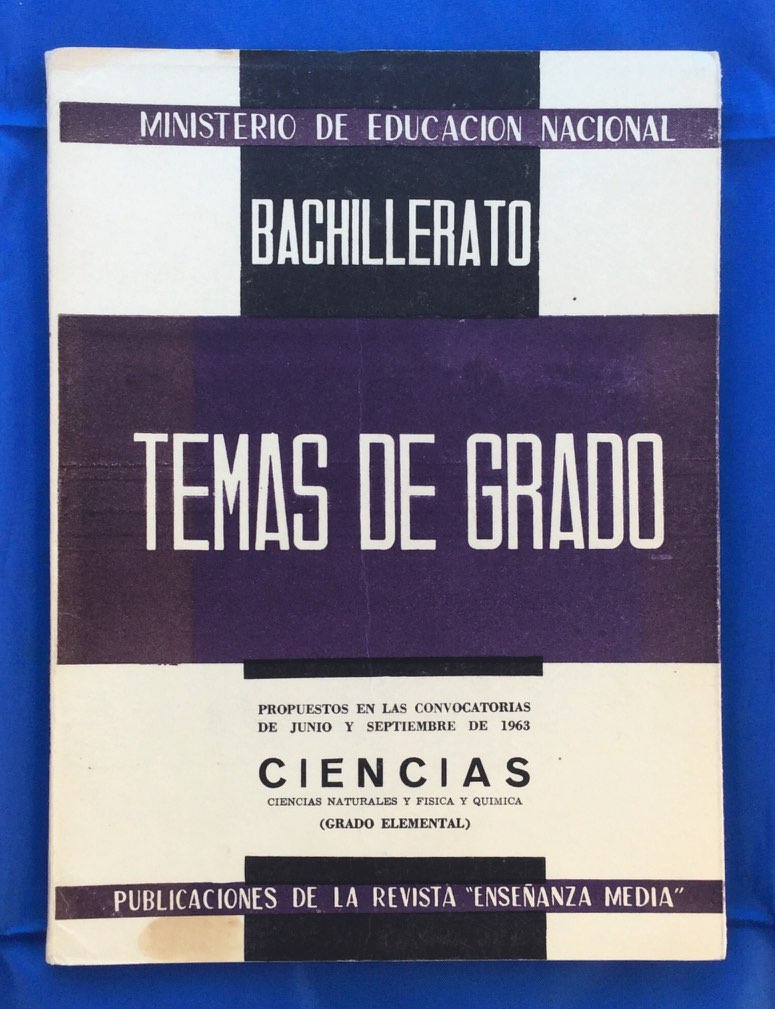 MINISTERIO DE EDUCACION NACIONAL
BACHILLERATO
TEMAS DE GRADO
PROPUESTOS EN LAS CONVOCATORIAS
DE JUNIO Y SEPTIEMBRE DE 1963
CIENCIAS
CIENCIAS NATURALES Y FISICA Y QUIMICA
(GRADO ELEMENTAL)
PUBLICACIONES DE LA REVISTA "ENSEÑANZA MEDIA"